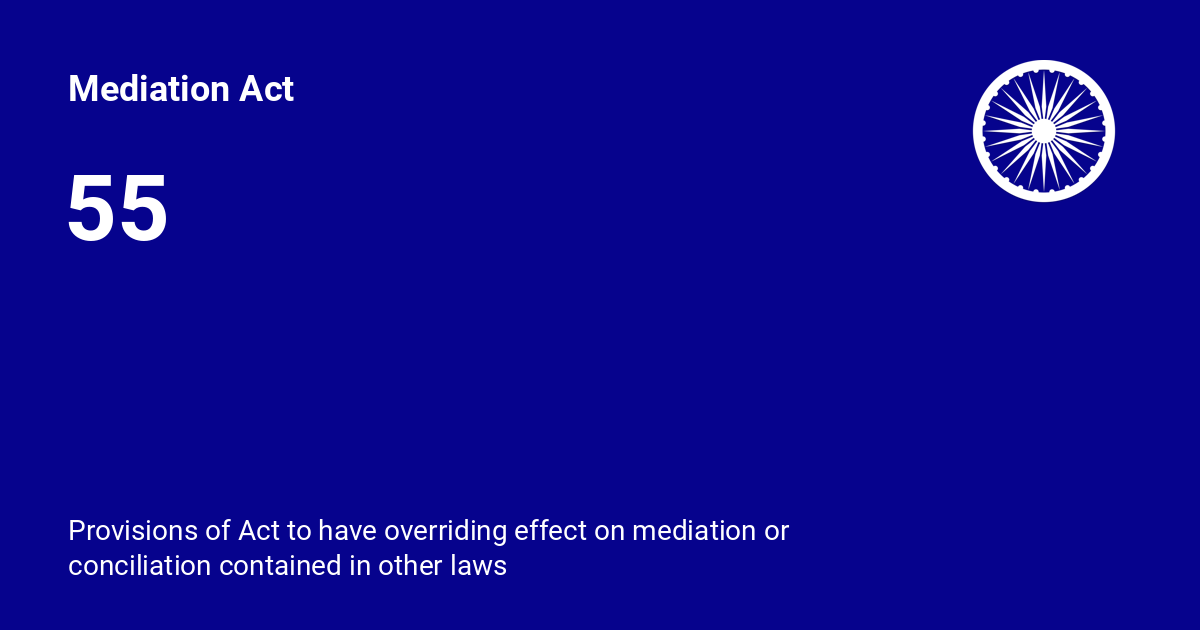 Mediation Act
55
Provisions of Act to have overriding effect on mediation or
conciliation contained in other laws